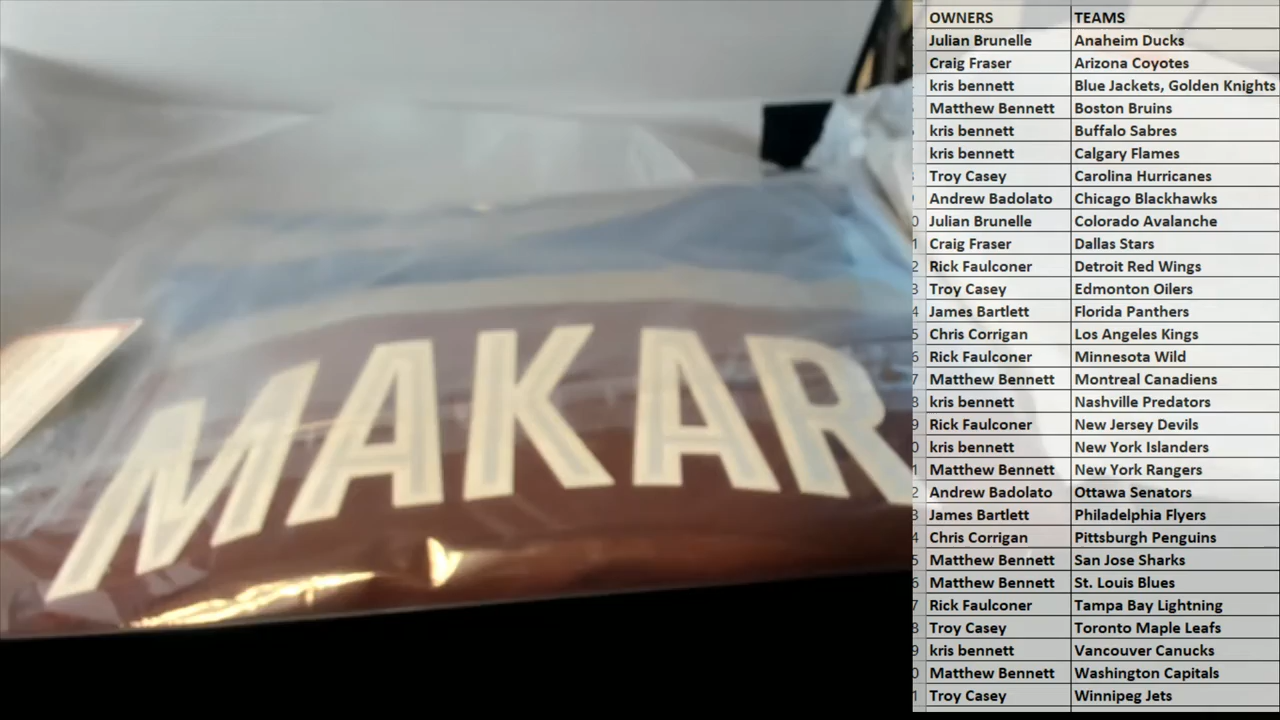 MAKAR
OWNERS TEAMS
Julian Brunelle Anaheim Ducks
Craig Fraser Arizona Coyotes
kris bennett Blue Jackets, Golden Knights
Matthew Bennett Boston Bruins
kris bennett Buffalo Sabres
kris bennett Calgary Flames
Troy Casey Carolina Hurricanes
Andrew Badolato Chicago Blackhawks
Julian Brunelle Colorado Avalanche
Craig Fraser Dallas Stars
Rick Faulconer Detroit Red Wings
Troy Casey Edmonton Oilers
James Bartlett Florida Panthers
Chris Corrigan Los Angeles Kings
Rick Faulconer Minnesota Wild
Matthew Bennett Montreal Canadiens
kris bennett Nashville Predators
Rick Faulconer New Jersey Devils
kris bennett New York Islanders
Matthew Bennett New York Rangers
Andrew Badolato Ottawa Senators
James Bartlett Philadelphia Flyers
Chris Corrigan Pittsburgh Penguins
Matthew Bennett San Jose Sharks
Matthew Bennett St. Louis Blues
Rick Faulconer Tampa Bay Lightning
Troy Casey Toronto Maple Leafs
kris bennett Vancouver Canucks
Matthew Bennett Washington Capitals
Troy Casey Winnipeg Jets